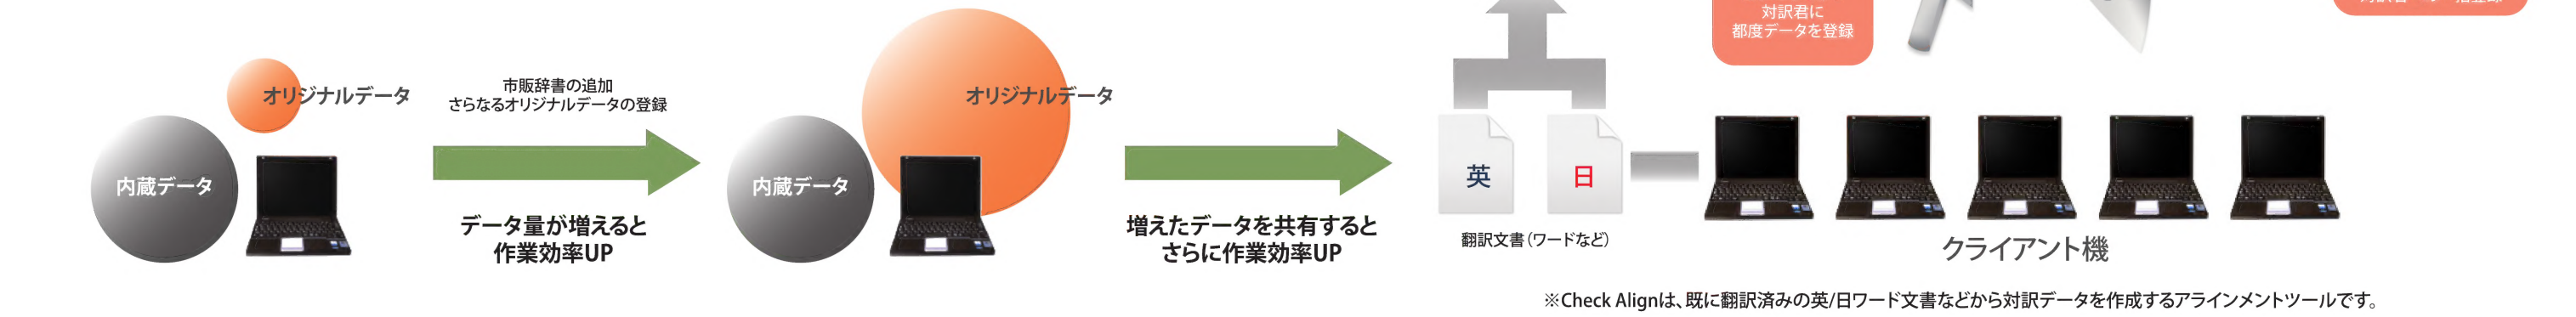 対訳君に
都度データを登録
オリジナルデータ
内蔵データ
市販辞書の追加
さらなるオリジナルデータの登録
データ量が増えると
作業効率UP
オリジナルデータ
内蔵データ
増えたデータを共有すると
さらに作業効率UP
英
日
翻訳文書（ワードなど）
クライアント機
※Check Alignは、既に翻訳済みの英/日ワード文書などから対訳データを作成するアラインメントツールです。